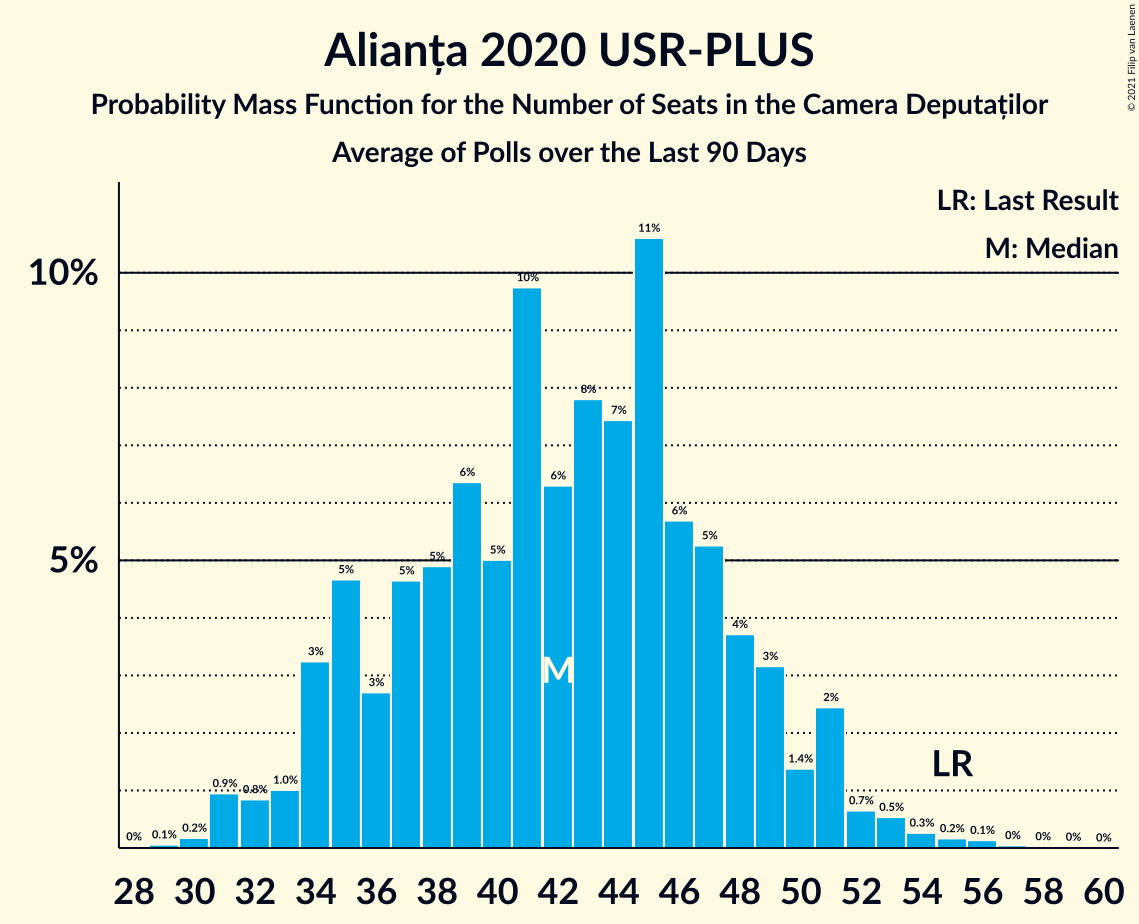 Alianța 2020 USR-PLUS
Probability Mass Function for the Number of Seats in the Camera Deputaților
Average of Polls over the Last 90 Days
© 2021 Filip van Laenen
LR: Last Result
M: Median
10%
5%
0% 0.1% 0.2% 0.9% 0.8% 1.0% 3% 5% 3% 5% 5% 6% 5% 10% 6% 8% 7% 11% 6% 5% 4% 3% 1.4% 2% 0.7% 0.5% 0.3% 0.2% 0.1% 0% 0% 0% 0%
M
LR
28 30 32 34 36 38 40 42 44 46 48 50 52 54 56 58 60